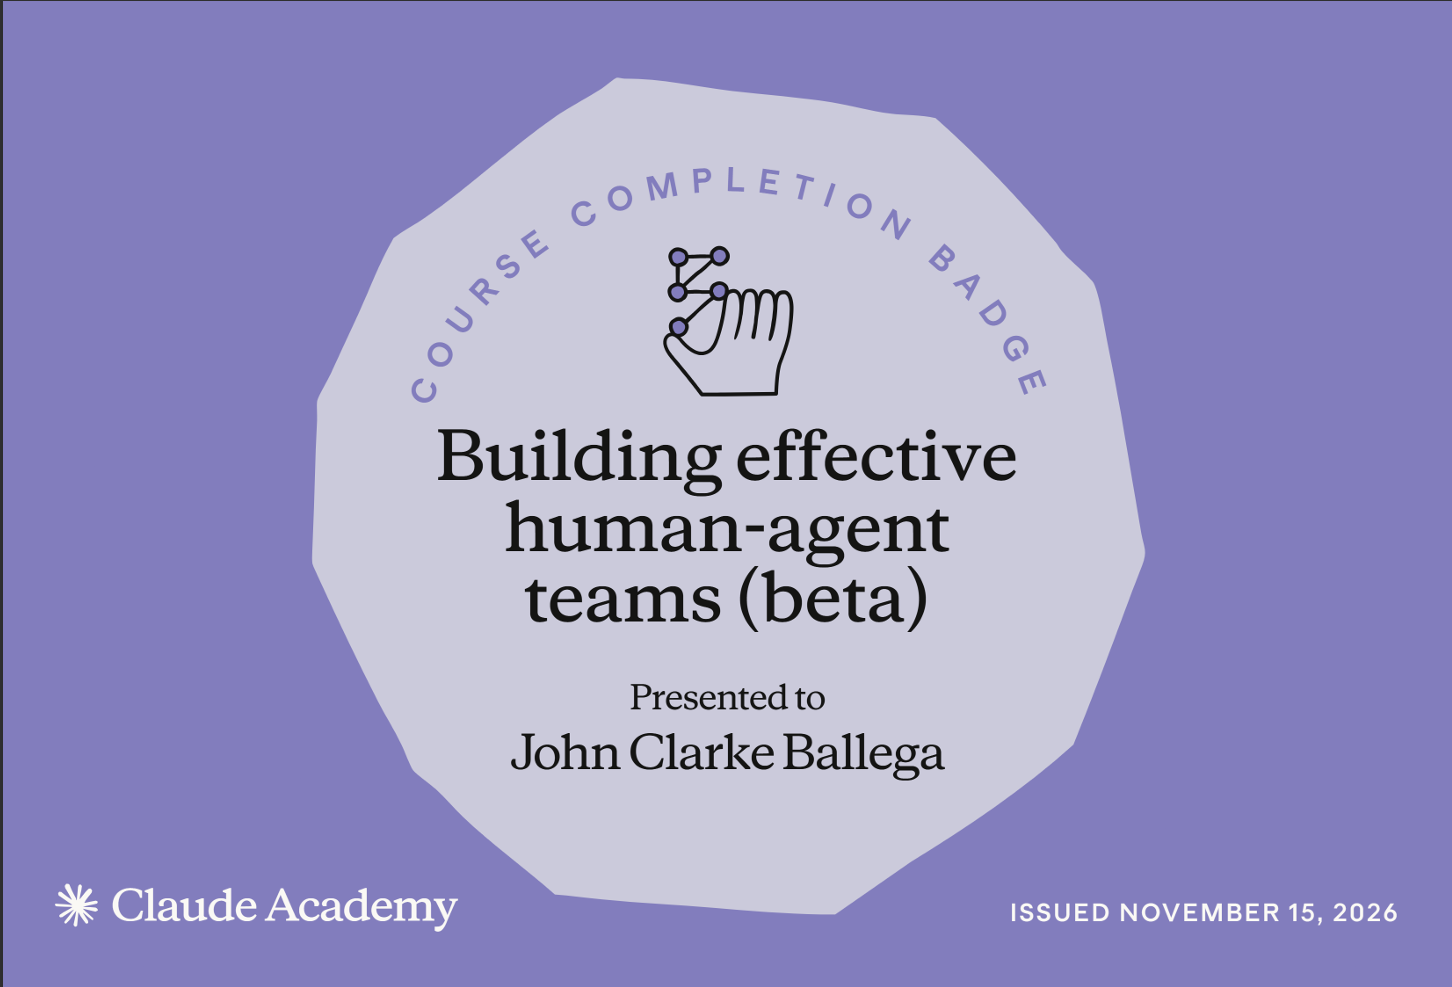 COURSE COMPLETION BADGE
Building effective
human-agent
teams (beta)
Presented to
John Clarke Ballega
Claude Academy
ISSUED NOVEMBER 15, 2026